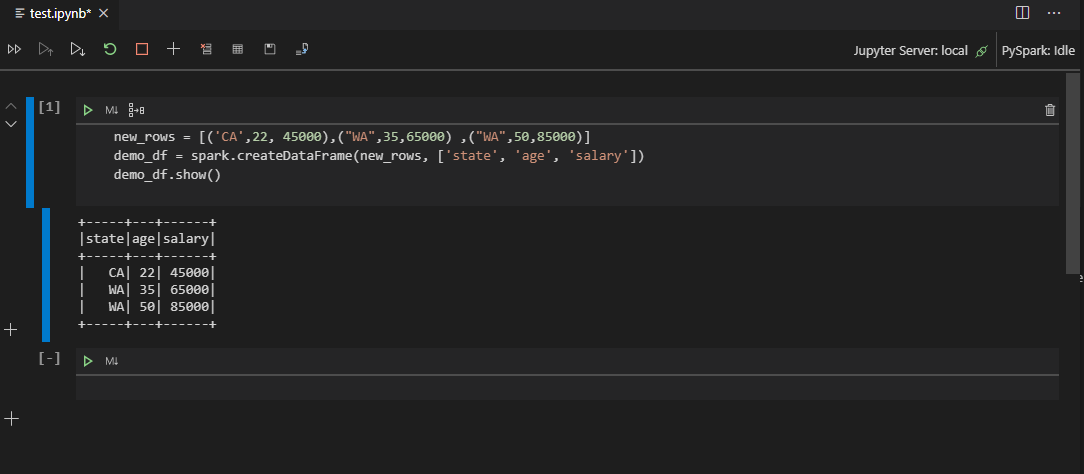 test.ipynb*
Jupyter Server: local
PySpark: Idle
[1]
M↓
new_rows = [('CA',22, 45000),("WA",35,65000) ,("WA",50,85000)]
demo_df = spark.createDataFrame(new_rows, ['state', 'age', 'salary'])
demo_df.show()
+-----+---+------+
|state|age|salary|
+-----+---+------+
|   CA| 22| 45000|
|   WA| 35| 65000|
|   WA| 50| 85000|
+-----+---+------+
[-]
M↓